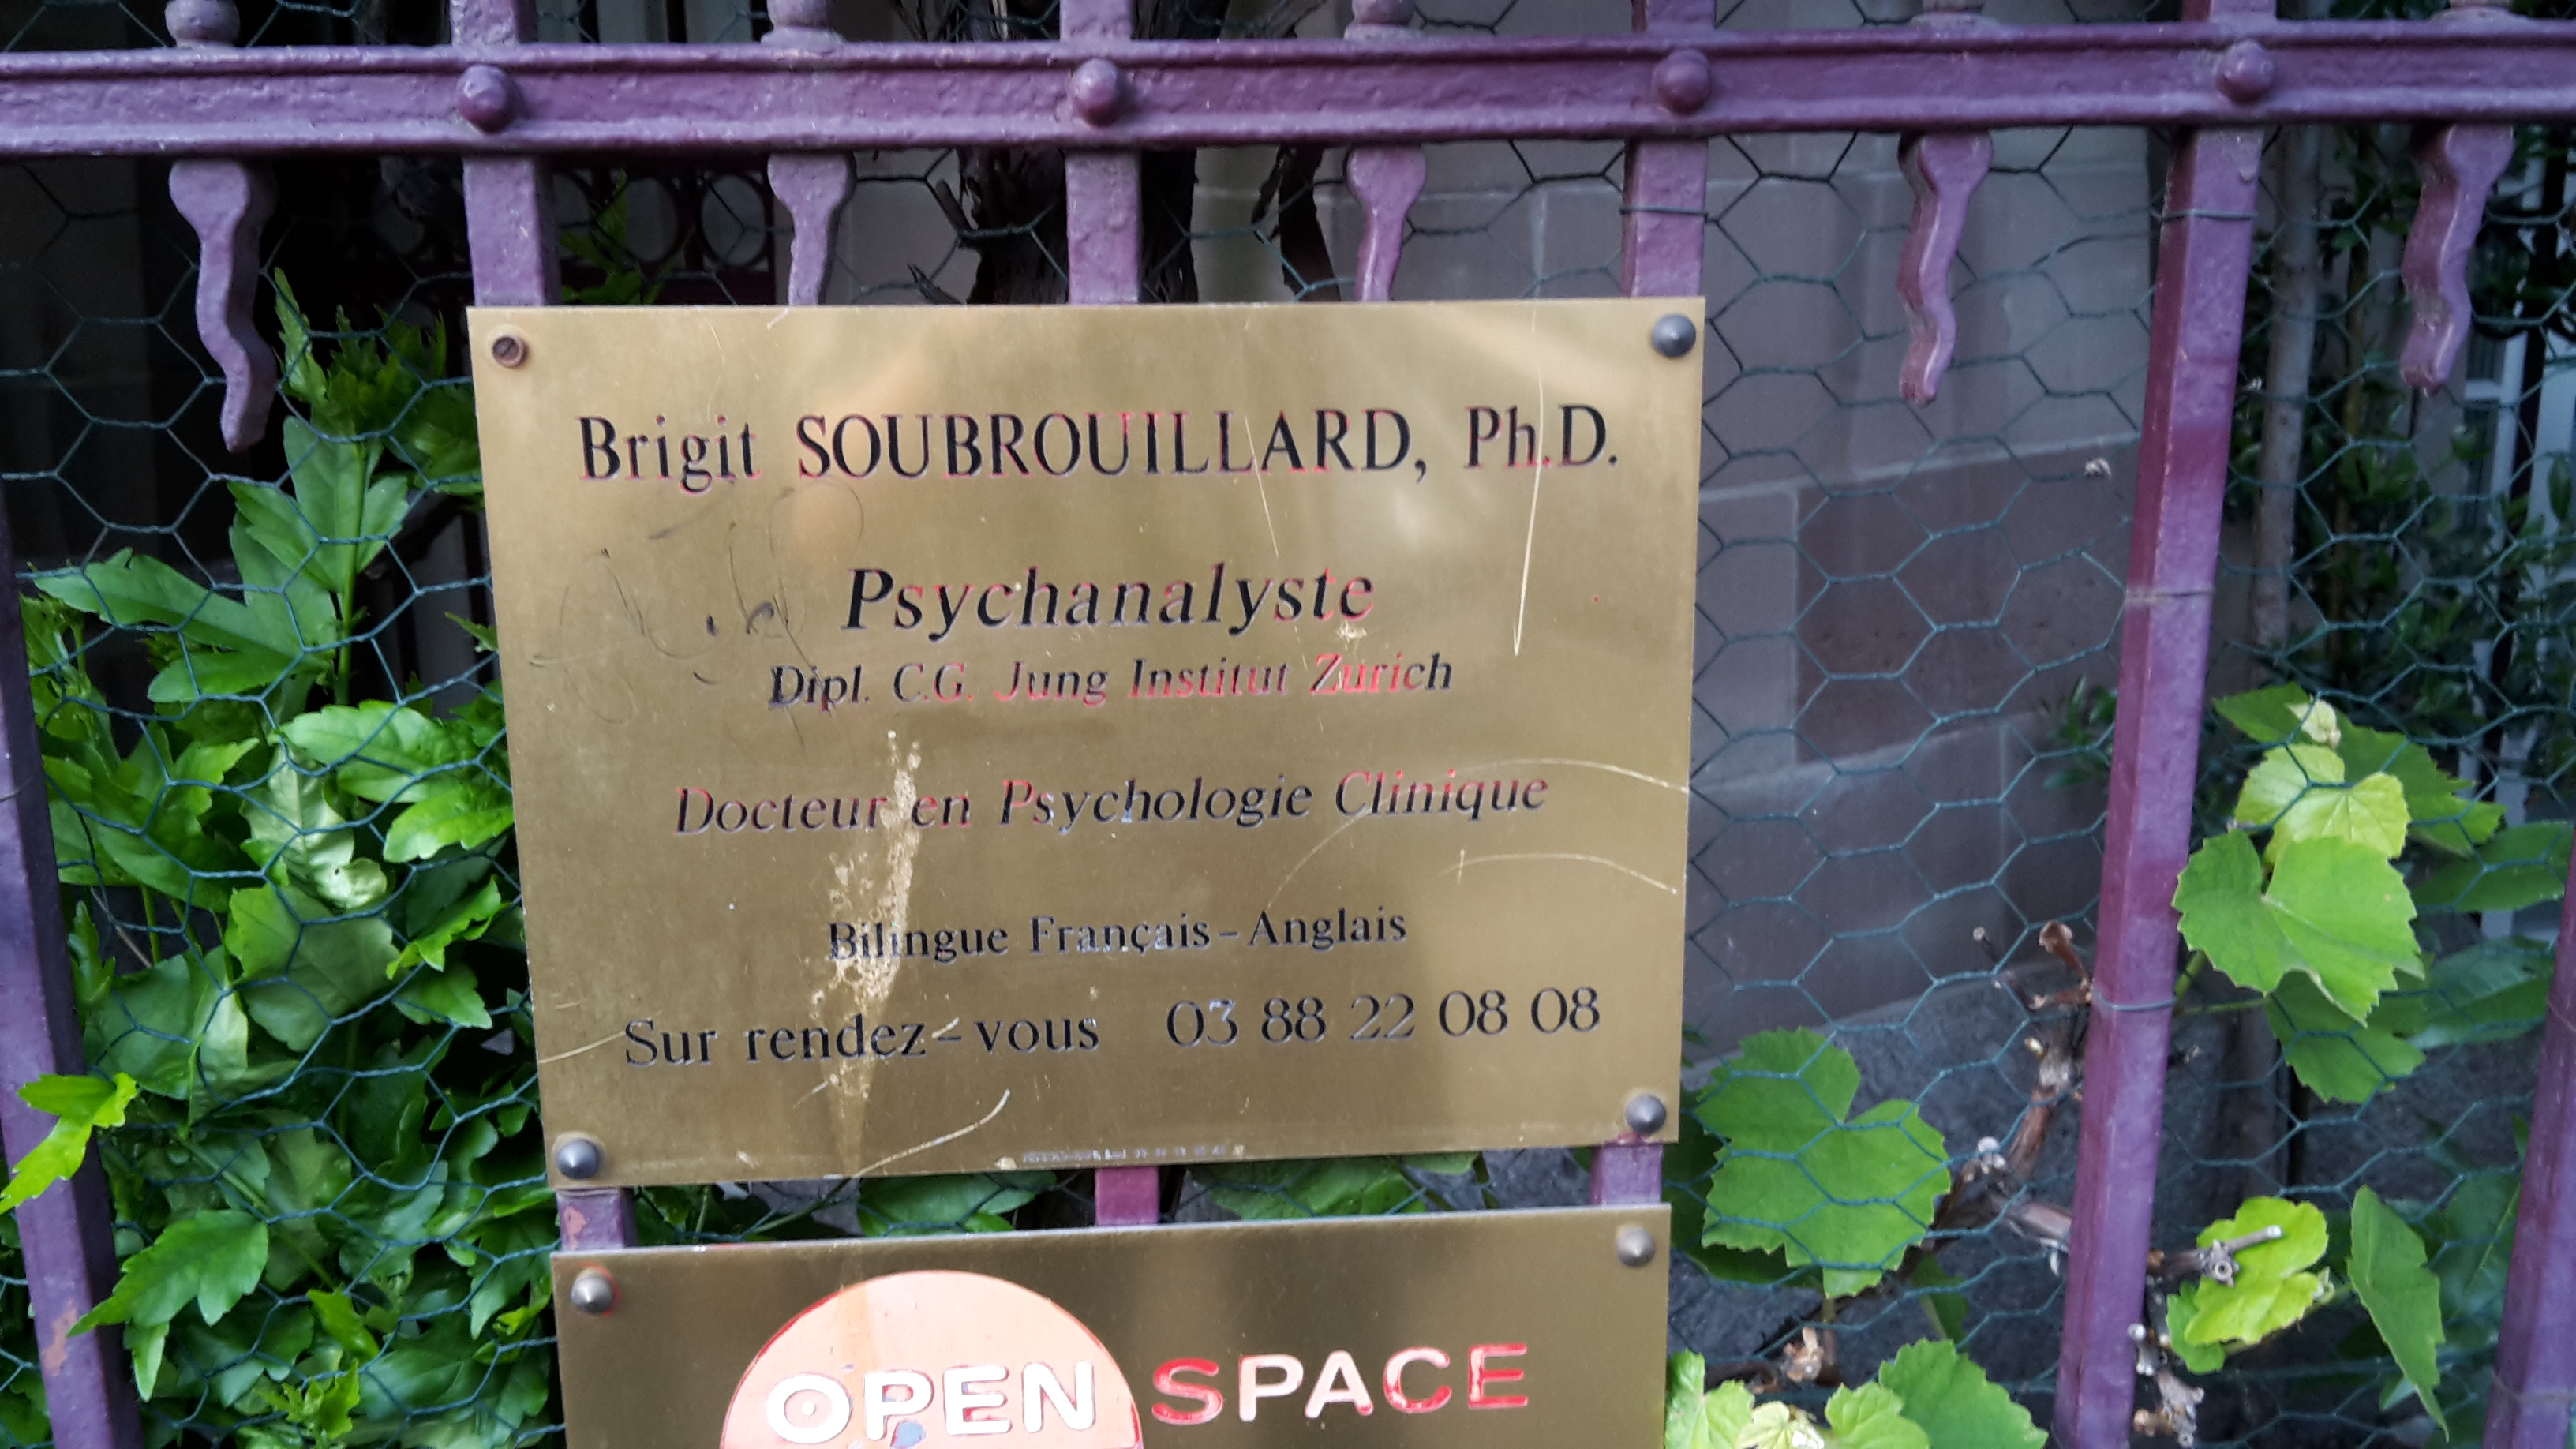 Brigit SOUBROUILLARD, Ph.D.
Psychanalyste
Dipl. C.G. Jung Institut Zurich
Docteur en Psychologie Clinique
Bilingue Français-Anglais
Sur rendez-vous 03 88 22 08 08
OPEN SPACE